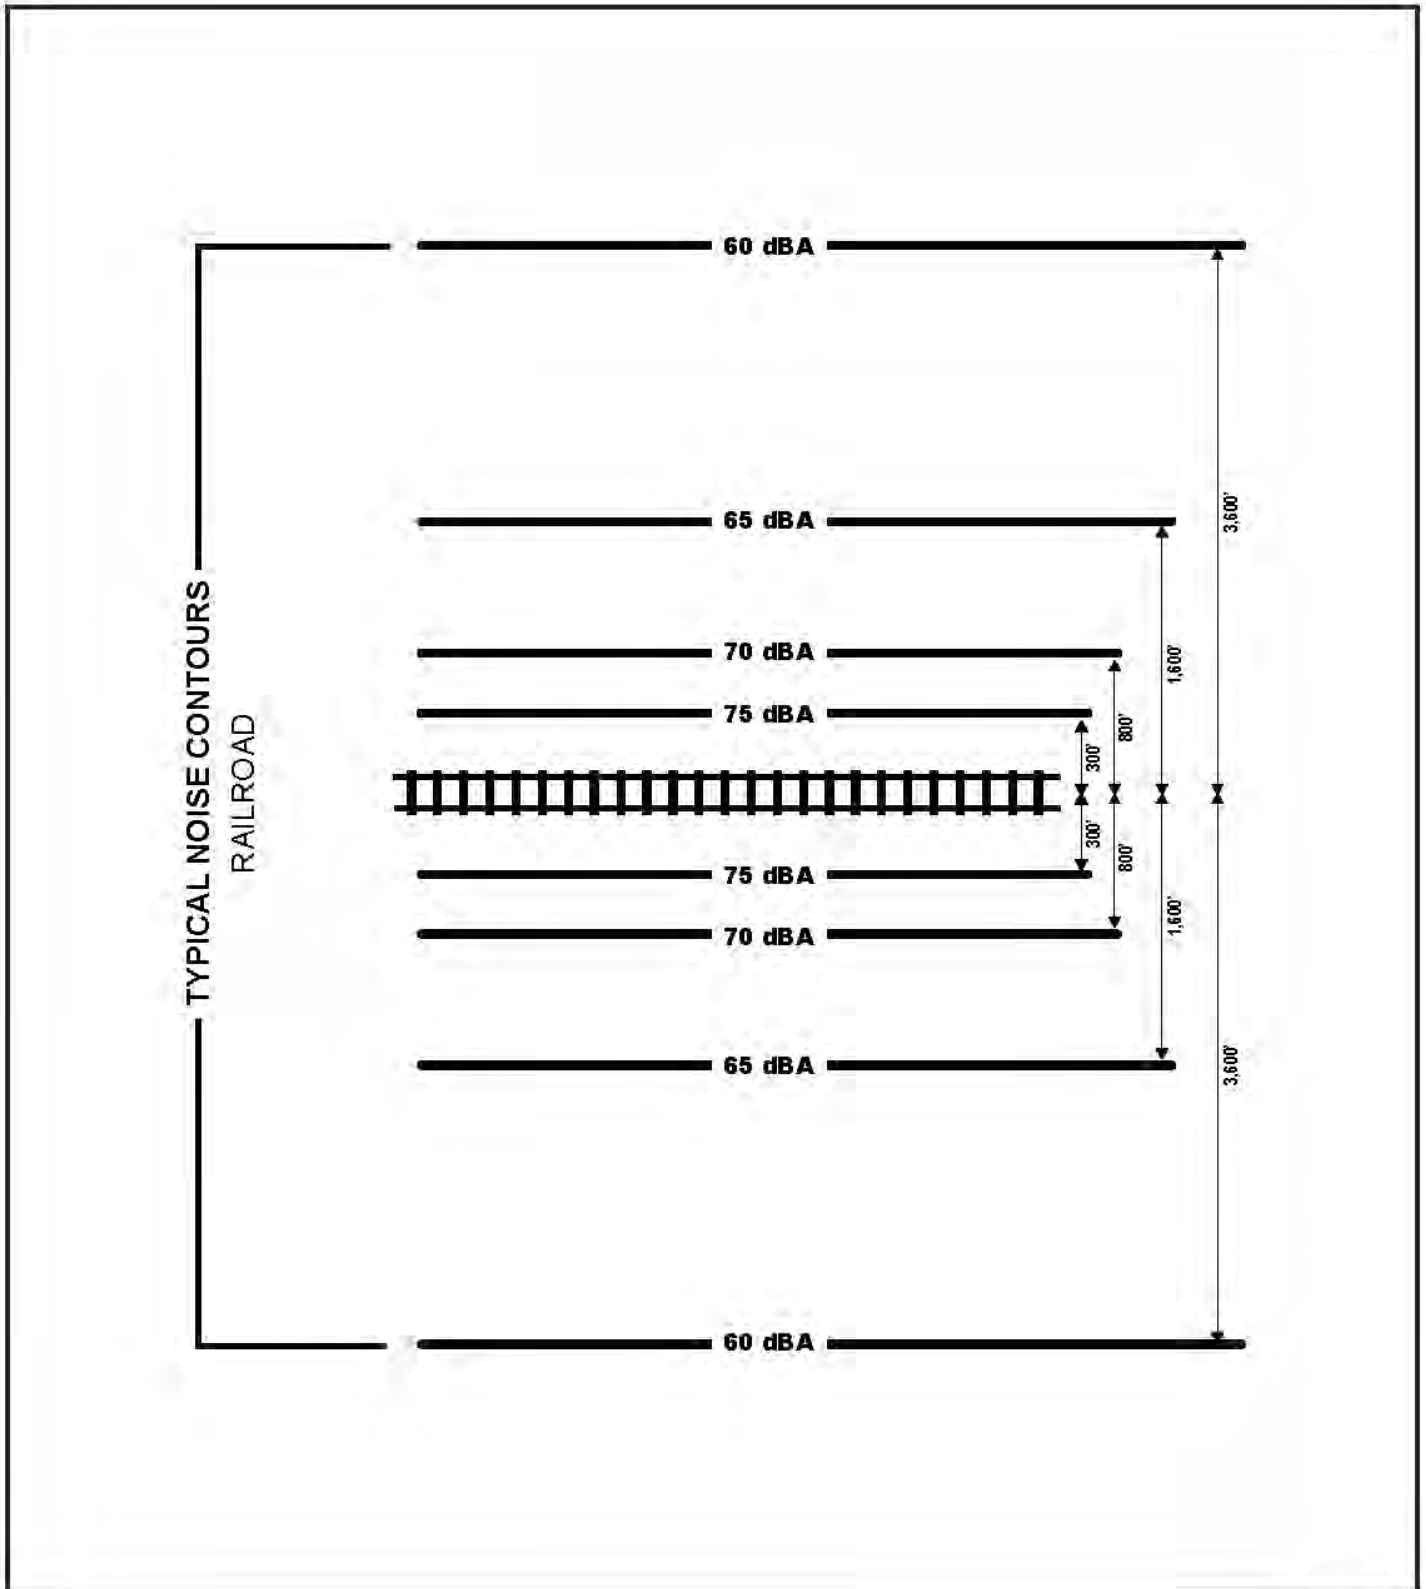 60 dBA
65 dBA
70 dBA
75 dBA
75 dBA
70 dBA
65 dBA
60 dBA
TYPICAL NOISE CONTOURS
RAILROAD
300'
800'
1,600'
3,600'
300'
800'
1,600'
3,600'